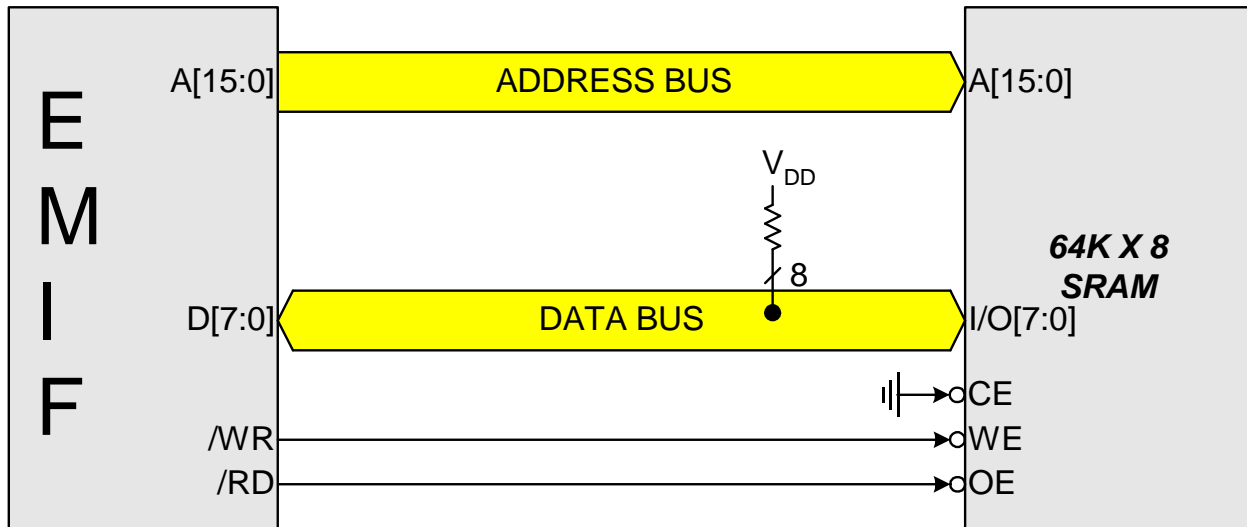 EMIF
A[15:0]
ADDRESS BUS
A[15:0]
VDD
8
64K X 8
SRAM
D[7:0]
DATA BUS
I/O[7:0]
CE
/WR
WE
/RD
OE